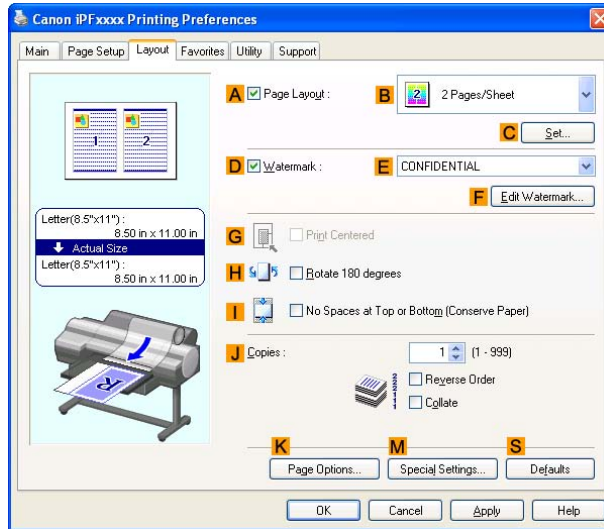 Canon iPFxxxx Printing Preferences
Main Page Setup Layout Favorites Utility Support
A Page Layout : B 2 2 Pages/Sheet
1 2
C Set...
D Watermark : E CONFIDENTIAL
F Edit Watermark...
Letter(8.5"x11") :
8.50 in x 11.00 in
Actual Size
Letter(8.5"x11") :
8.50 in x 11.00 in
G Print Centered
H Rotate 180 degrees
I No Spaces at Top or Bottom (Conserve Paper)
J Copies : 1 (1 - 999)
Reverse Order
Collate
R
K M S
Page Options... Special Settings... Defaults
OK Cancel Apply Help